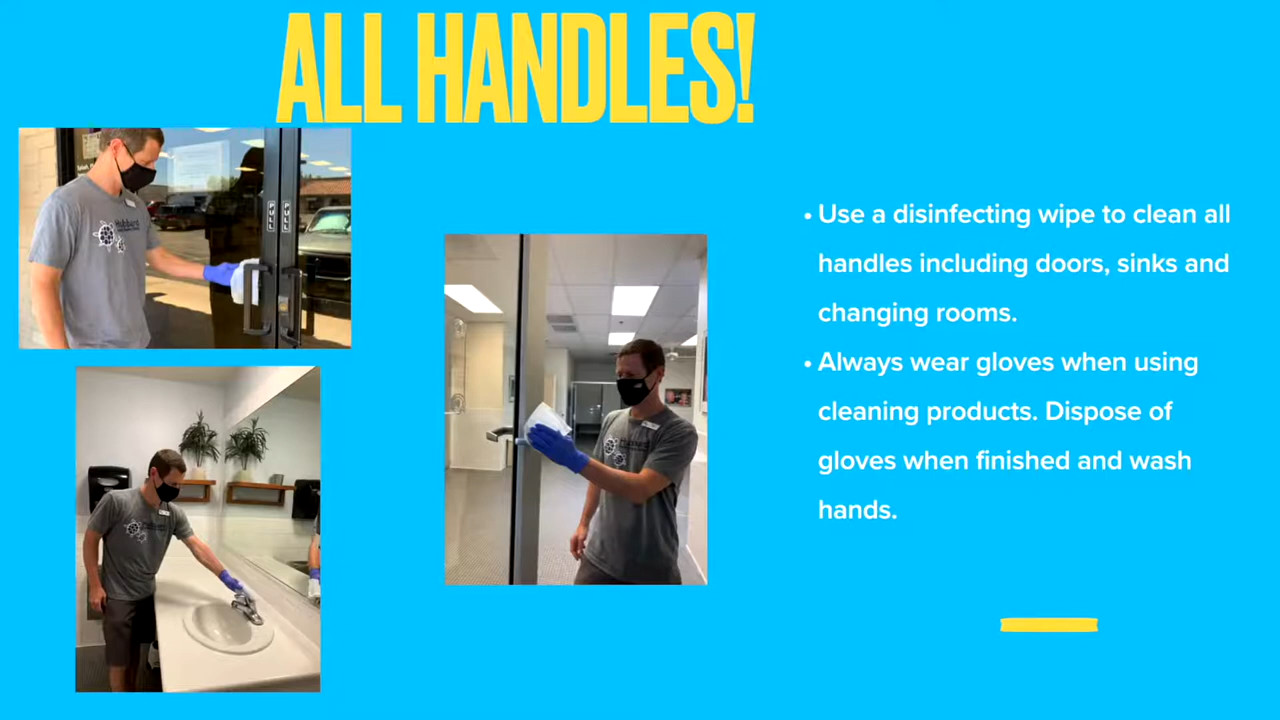 ALL HANDLES!
PULL
PULL
• Use a disinfecting wipe to clean all
handles including doors, sinks and
changing rooms.
• Always wear gloves when using
cleaning products. Dispose of
gloves when finished and wash
hands.